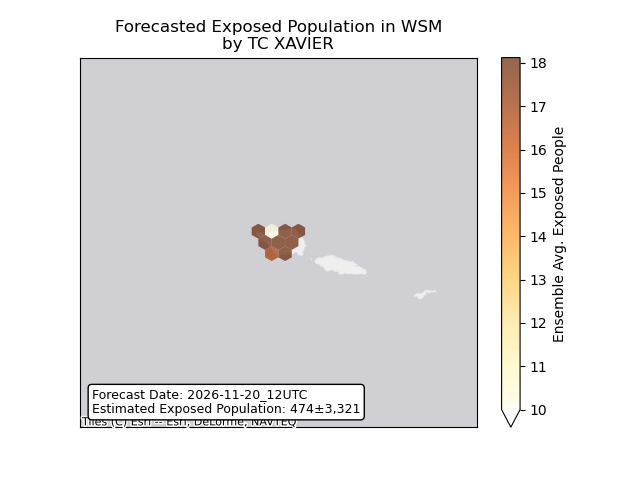 Forecasted Exposed Population in WSM
by TC XAVIER
18
17
16
15
14
13
12
11
10
Ensemble Avg. Exposed People
Forecast Date: 2026-11-20_12UTC
Estimated Exposed Population: 474±3,321
Tiles (C) Esri -- Esri, DeLorme, NAVTEQ